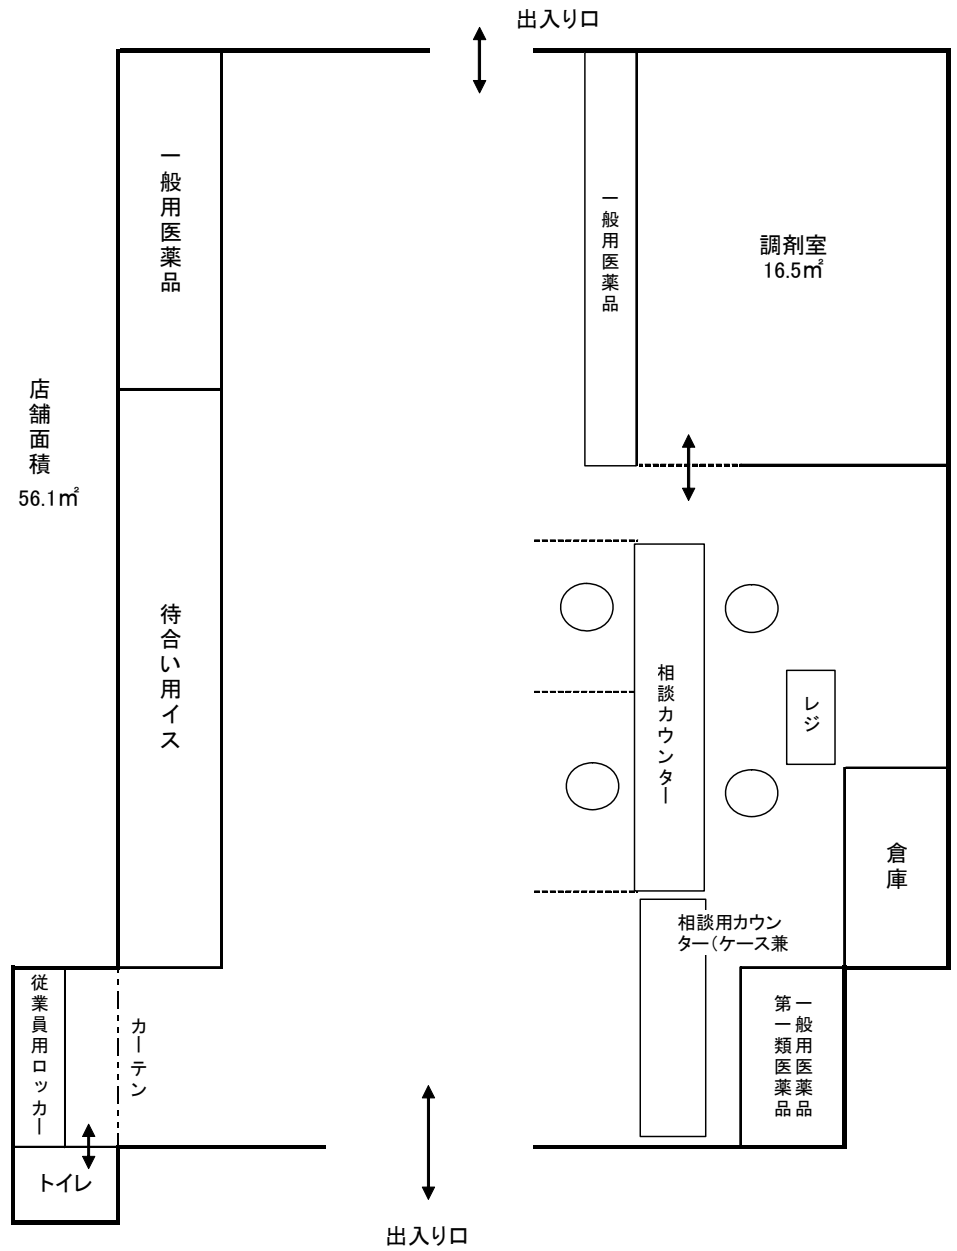 出入り口
一般用医薬品
一般用医薬品
調剤室
16.5㎡
店舗面積
56.1㎡
待合い用イス
相談カウンター
レジ
倉庫
相談用カウン
ター(ケース兼
従業員用ロッカー
カーテン
一般用医薬品
第一類医薬品
トイレ
出入り口